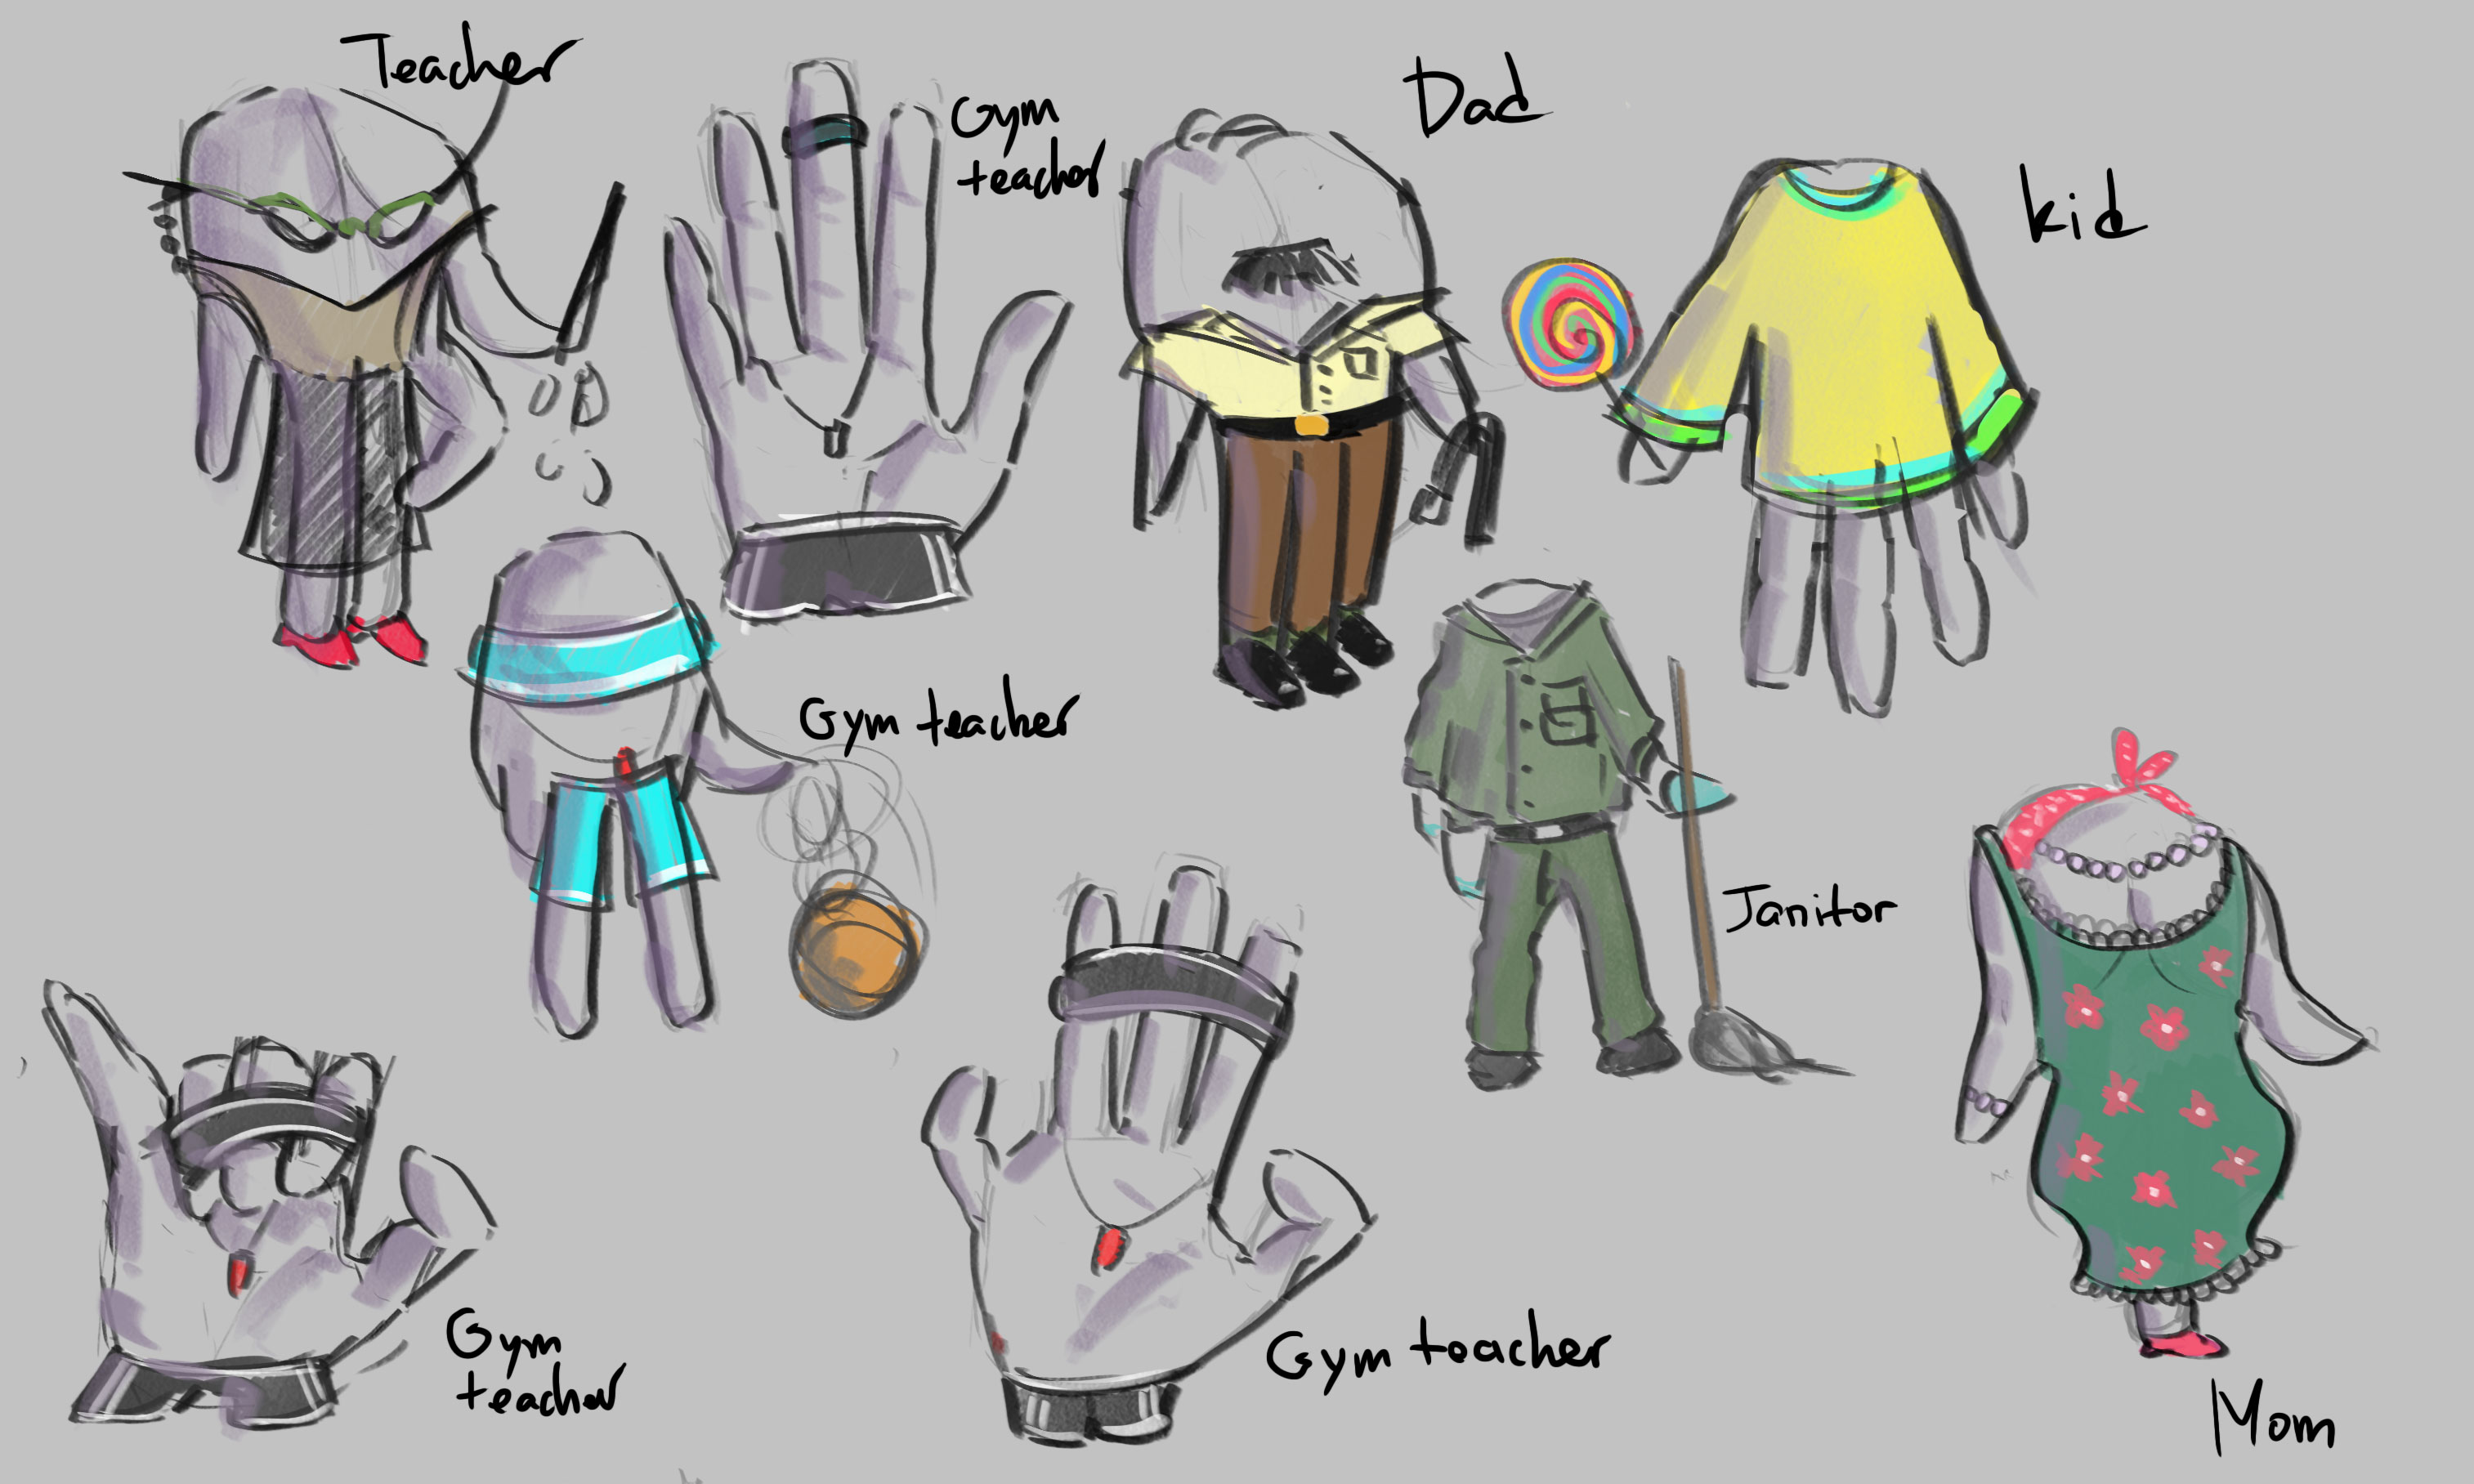 Teacher
Gym
teacher
Dad
kid
Gym teacher
Janitor
Gym
teacher
Gym teacher
Mom